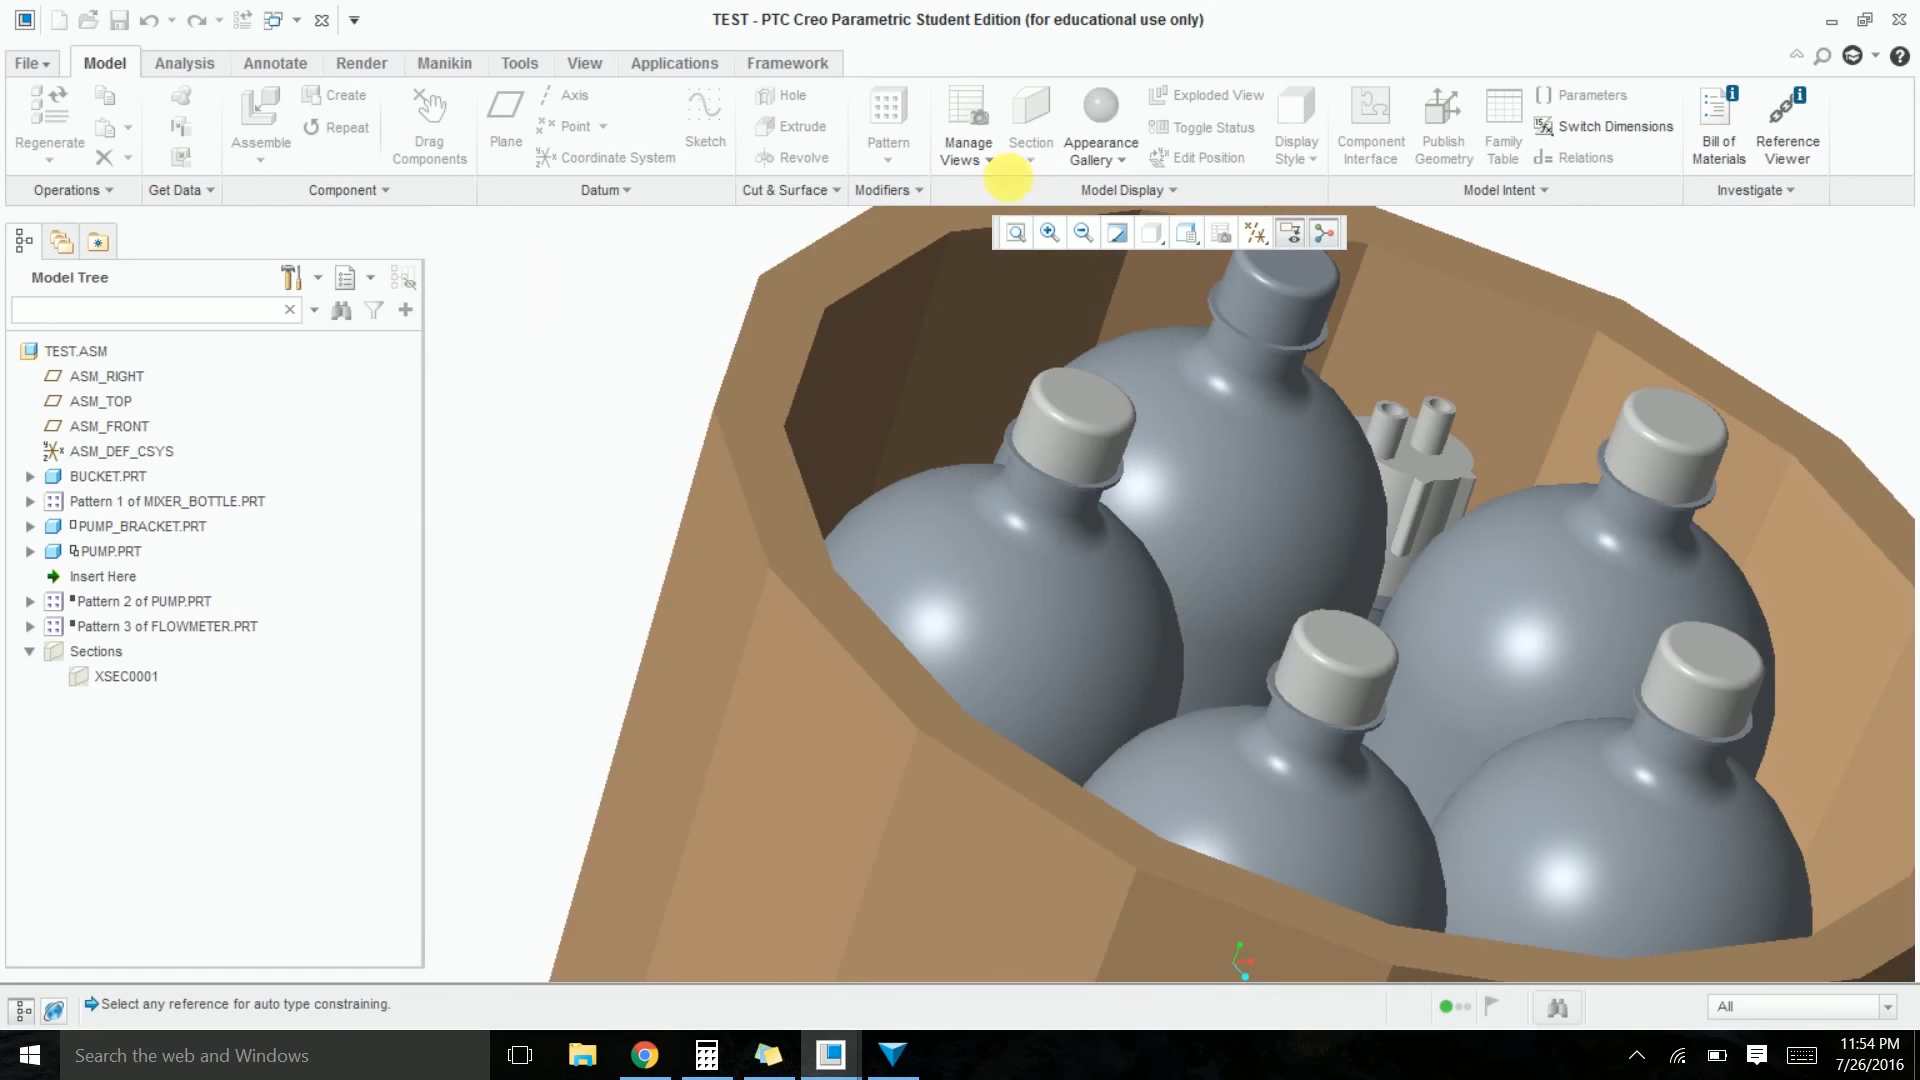 TEST - PTC Creo Parametric Student Edition (for educational use only)
File Model Analysis Annotate Render Manikin Tools View Applications Framework
Regenerate
Assemble
Create
Repeat
Drag
Components
Plane
Axis
Point
Coordinate System
Sketch
Hole
Extrude
Revolve
Pattern
Manage
Views
Section
Appearance
Gallery
Exploded View
Toggle Status
Edit Position
Display
Style
Component
Interface
Publish
Geometry
Family
Table
Parameters
Switch Dimensions
d= Relations
Bill of
Materials
Reference
Viewer
Operations Get Data Component Datum Cut & Surface Modifiers Model Display Model Intent Investigate
Model Tree
TEST.ASM
ASM_RIGHT
ASM_TOP
ASM_FRONT
ASM_DEF_CSYS
BUCKET.PRT
Pattern 1 of MIXER_BOTTLE.PRT
PUMP_BRACKET.PRT
PUMP.PRT
Insert Here
Pattern 2 of PUMP.PRT
Pattern 3 of FLOWMETER.PRT
Sections
XSEC0001
Select any reference for auto type constraining.
All
Search the web and Windows
11:54 PM
7/26/2016